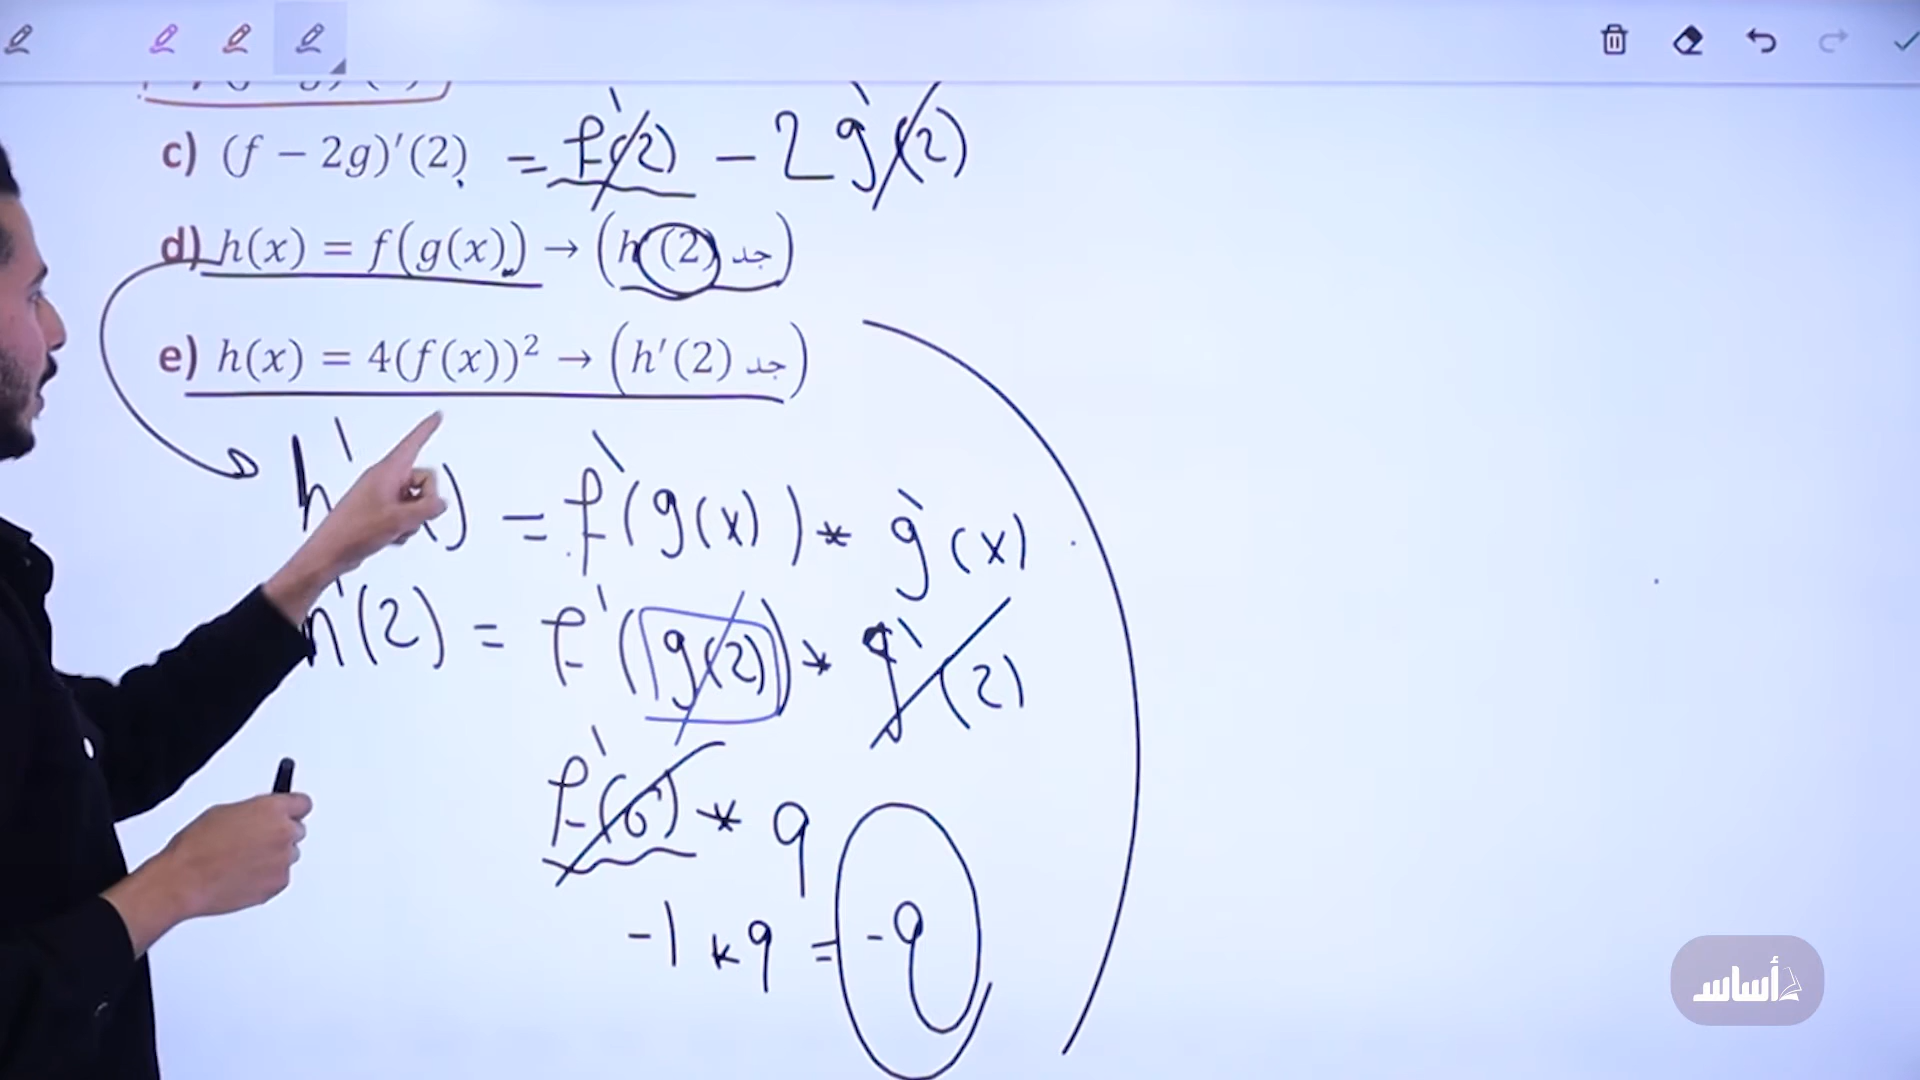 c) (f − 2g)′(2) = f′(2) − 2g′(2)
d) h(x) = f(g(x)) → (h′(2) جد)
e) h(x) = 4(f(x))² → (h′(2) جد)
= f′(g(x)) * g′(x)
h′(2) = f′(g(2)) * g′(2)
f′(6) * 9
-1 * 9 = -9
أساس